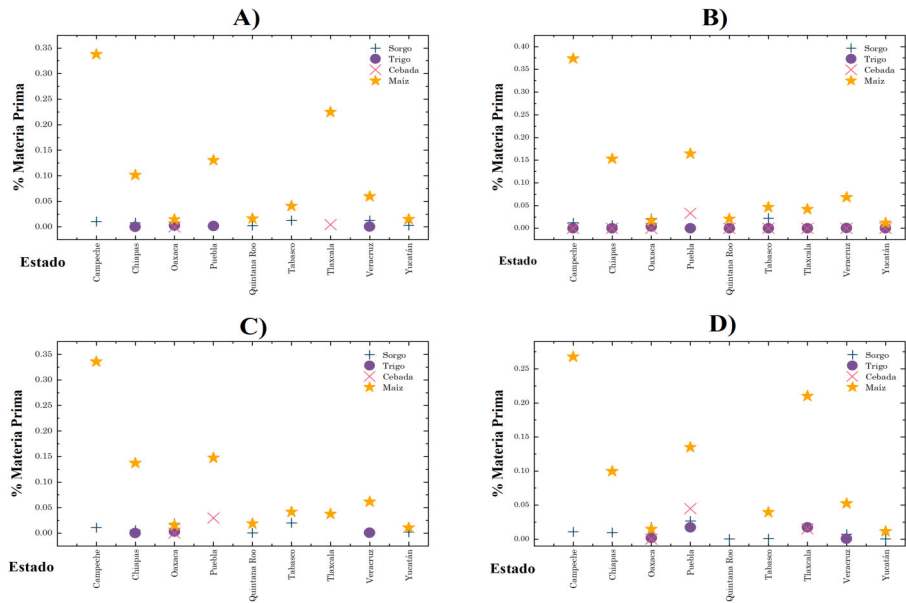 A)
% Materia Prima
0.35
0.30
0.25
0.20
0.15
0.10
0.05
0.00
Sorgo
Trigo
Cebada
Maíz
Estado
Campeche
Chiapas
Oaxaca
Puebla
Quintana Roo
Tabasco
Tlaxcala
Veracruz
Yucatán
B)
% Materia Prima
0.40
0.35
0.30
0.25
0.20
0.15
0.10
0.05
0.00
Sorgo
Trigo
Cebada
Maíz
Estado
Campeche
Chiapas
Oaxaca
Puebla
Quintana Roo
Tabasco
Tlaxcala
Veracruz
Yucatán
C)
% Materia Prima
0.35
0.30
0.25
0.20
0.15
0.10
0.05
0.00
Sorgo
Trigo
Cebada
Maíz
Estado
Campeche
Chiapas
Oaxaca
Puebla
Quintana Roo
Tabasco
Tlaxcala
Veracruz
Yucatán
D)
% Materia Prima
0.25
0.20
0.15
0.10
0.05
0.00
Sorgo
Trigo
Cebada
Maíz
Estado
Campeche
Chiapas
Oaxaca
Puebla
Quintana Roo
Tabasco
Tlaxcala
Veracruz
Yucatán